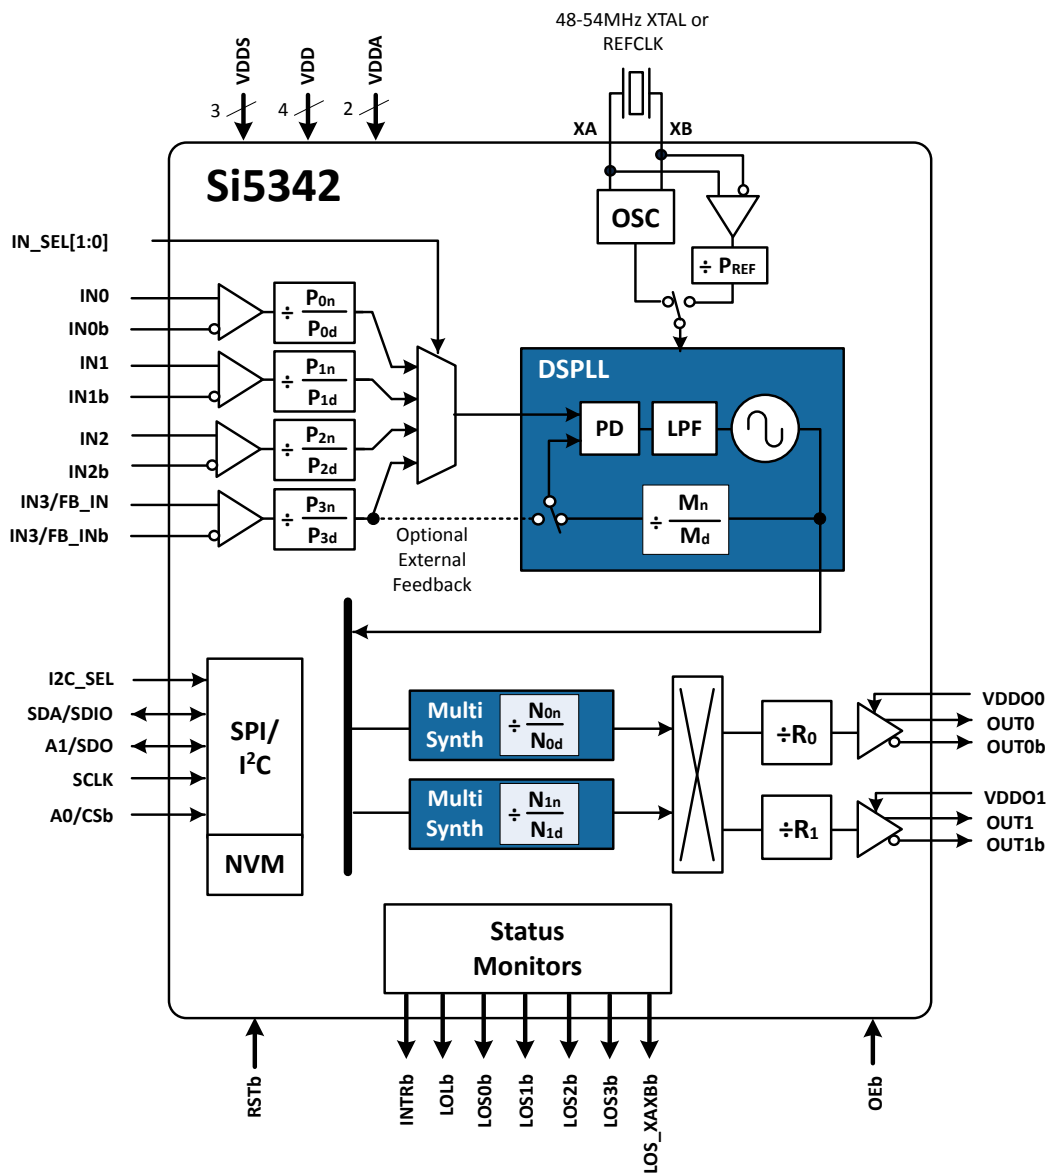 48-54MHz XTAL or
REFCLK
VDDS
VDD
VDDA
3
4
2
XA
XB
Si5342
OSC
÷ PREF
IN_SEL[1:0]
IN0
IN0b
÷ P0n
P0d
IN1
IN1b
÷ P1n
P1d
IN2
IN2b
÷ P2n
P2d
IN3/FB_IN
IN3/FB_INb
÷ P3n
P3d
Optional
External
Feedback
DSPLL
PD
LPF
÷ Mn
Md
I2C_SEL
SDA/SDIO
A1/SDO
SCLK
A0/CSb
SPI/
I²C
NVM
Multi
Synth
÷ N0n
N0d
Multi
Synth
÷ N1n
N1d
÷R0
÷R1
VDDO0
OUT0
OUT0b
VDDO1
OUT1
OUT1b
Status
Monitors
RSTb
INTRb
LOLb
LOS0b
LOS1b
LOS2b
LOS3b
LOS_XAXBb
OEb